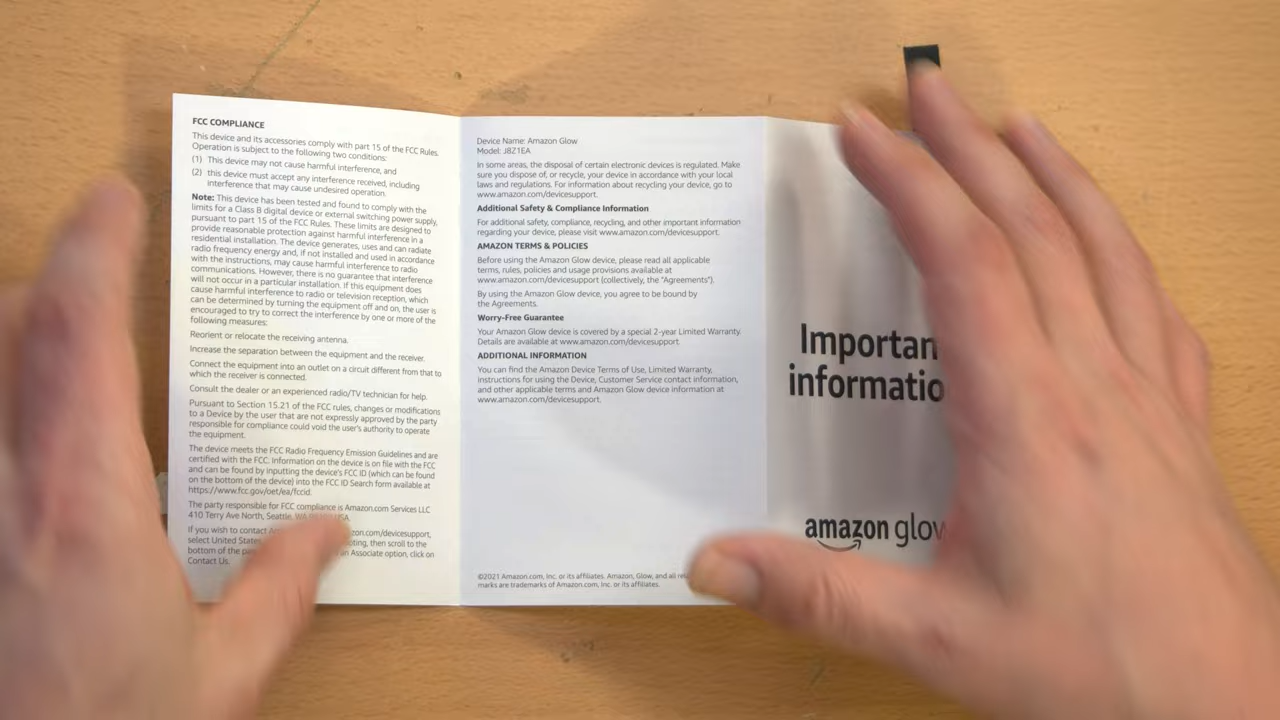 FCC COMPLIANCE
This device and its accessories comply with part 15 of the FCC Rules.
Operation is subject to the following two conditions:
(1) This device may not cause harmful interference, and
(2) this device must accept any interference received, including
interference that may cause undesired operation.
Note: This device has been tested and found to comply with the
limits for a Class B digital device or external switching power supply,
pursuant to part 15 of the FCC Rules. These limits are designed to
provide reasonable protection against harmful interference in a
residential installation. The device generates, uses and can radiate
radio frequency energy and, if not installed and used in accordance
with the instructions, may cause harmful interference to radio
communications. However, there is no guarantee that interference
will not occur in a particular installation. If this equipment does
cause harmful interference to radio or television reception, which
can be determined by turning the equipment off and on, the user is
encouraged to try to correct the interference by one or more of the
following measures:
Reorient or relocate the receiving antenna.
Increase the separation between the equipment and the receiver.
Connect the equipment into an outlet on a circuit different from that to
which the receiver is connected.
Consult the dealer or an experienced radio/TV technician for help.
Pursuant to Section 15.21 of the FCC rules, changes or modifications
to a Device by the user that are not expressly approved by the party
responsible for compliance could void the user's authority to operate
the equipment.
The device meets the FCC Radio Frequency Emission Guidelines and are
certified with the FCC. Information on the device is on file with the FCC
and can be found by inputting the device's FCC ID (which can be found
on the bottom of the device) into the FCC ID Search form available at
https://www.fcc.gov/oet/ea/fccid.
The party responsible for FCC compliance is Amazon.com Services LLC
410 Terry Ave North, Seattle, WA USA.
If you wish to contact zon.com/devicesupport,
select United States oting, then scroll to the
bottom of the an Associate option, click on
Contact Us.
Device Name: Amazon Glow
Model: J8Z1EA
In some areas, the disposal of certain electronic devices is regulated. Make
sure you dispose of, or recycle, your device in accordance with your local
laws and regulations. For information about recycling your device, go to
www.amazon.com/devicesupport.
Additional Safety & Compliance Information
For additional safety, compliance, recycling, and other important information
regarding your device, please visit www.amazon.com/devicesupport.
AMAZON TERMS & POLICIES
Before using the Amazon Glow device, please read all applicable
terms, rules, policies and usage provisions available at
www.amazon.com/devicesupport (collectively, the "Agreements").
By using the Amazon Glow device, you agree to be bound by
the Agreements.
Worry-Free Guarantee
Your Amazon Glow device is covered by a special 2-year Limited Warranty.
Details are available at www.amazon.com/devicesupport.
ADDITIONAL INFORMATION
You can find the Amazon Device Terms of Use, Limited Warranty,
instructions for using the Device, Customer Service contact information,
and other applicable terms and Amazon Glow device information at
www.amazon.com/devicesupport.
©2021 Amazon.com, Inc. or its affiliates. Amazon, Glow, and all rel
marks are trademarks of Amazon.com, Inc. or its affiliates.
Importan
informatio
amazon glow